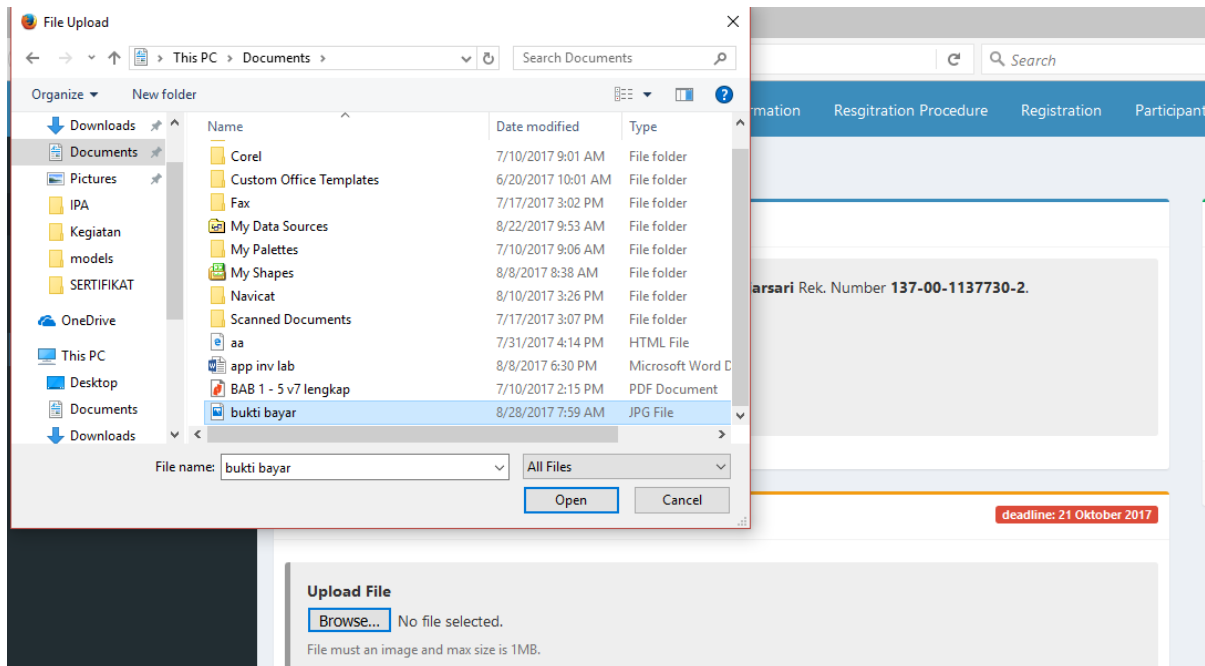 File Upload
This PC > Documents >
Search Documents
Search
Organize
New folder
mation
Resgitration Procedure
Registration
Participant
Downloads
Documents
Pictures
IPA
Kegiatan
models
SERTIFIKAT
OneDrive
This PC
Desktop
Documents
Downloads
Name Date modified Type
Corel 7/10/2017 9:01 AM File folder
Custom Office Templates 6/20/2017 10:01 AM File folder
Fax 7/17/2017 3:02 PM File folder
My Data Sources 8/22/2017 9:53 AM File folder
My Palettes 7/10/2017 9:06 AM File folder
My Shapes 8/8/2017 8:38 AM File folder
Navicat 8/10/2017 3:26 PM File folder
Scanned Documents 7/17/2017 3:07 PM File folder
aa 7/31/2017 4:14 PM HTML File
app inv lab 8/8/2017 6:30 PM Microsoft Word D
BAB 1 - 5 v7 lengkap 7/10/2017 2:15 PM PDF Document
bukti bayar 8/28/2017 7:59 AM JPG File
arsari Rek. Number 137-00-1137730-2.
File name: bukti bayar
All Files
Open
Cancel
deadline: 21 Oktober 2017
Upload File
Browse... No file selected.
File must an image and max size is 1MB.